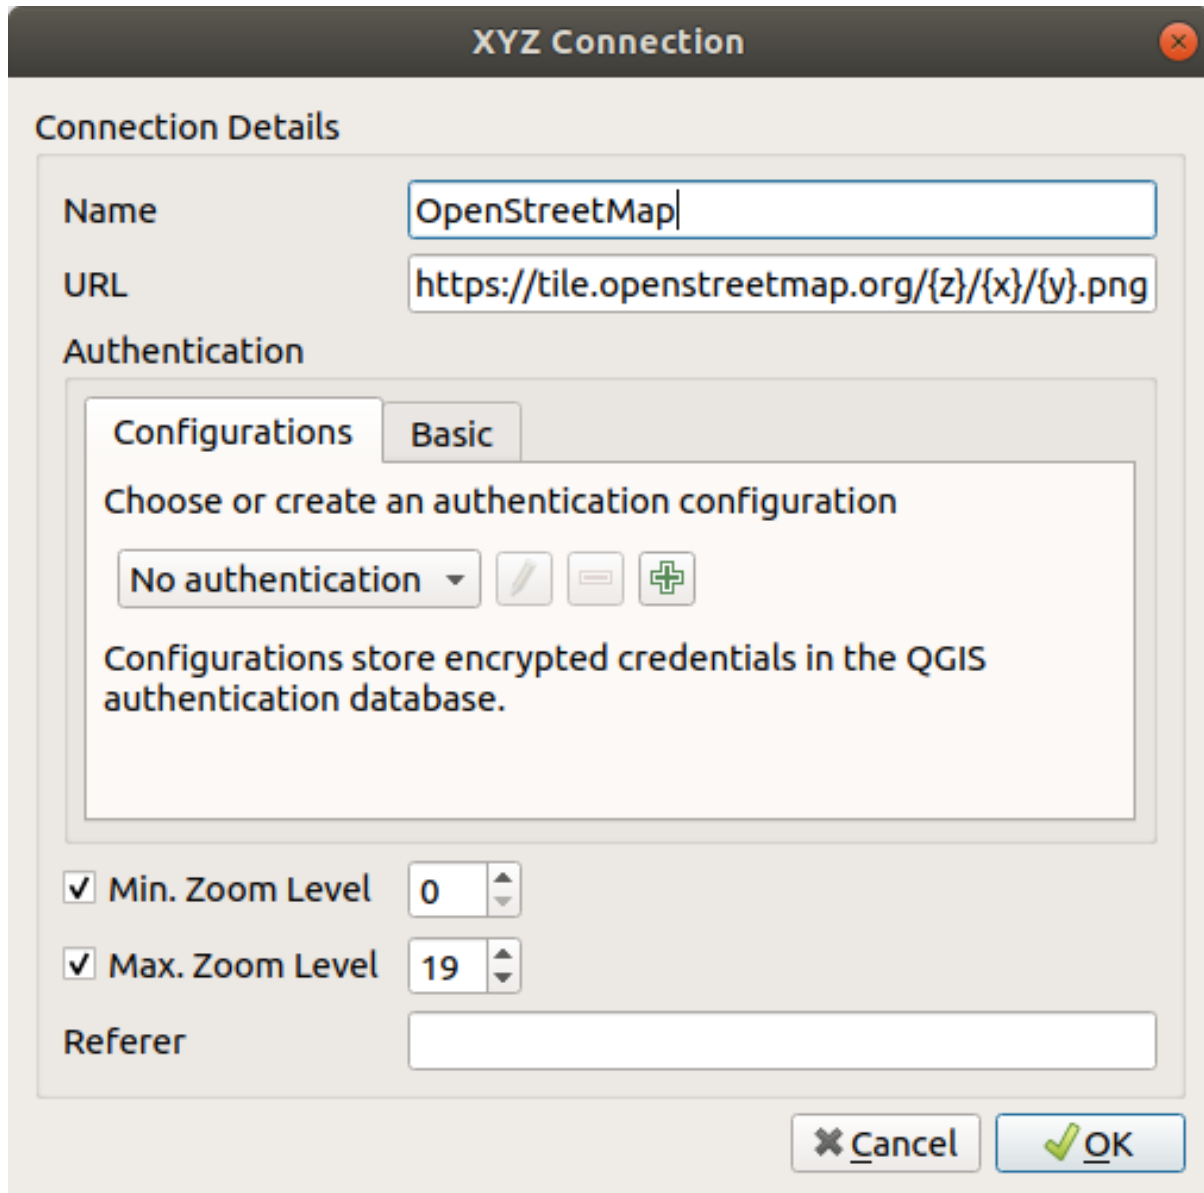 XYZ Connection
Connection Details
Name
OpenStreetMap
URL
https://tile.openstreetmap.org/{z}/{x}/{y}.png
Authentication
Configurations
Basic
Choose or create an authentication configuration
No authentication
Configurations store encrypted credentials in the QGIS
authentication database.
Min. Zoom Level
0
Max. Zoom Level
19
Referer
Cancel
OK